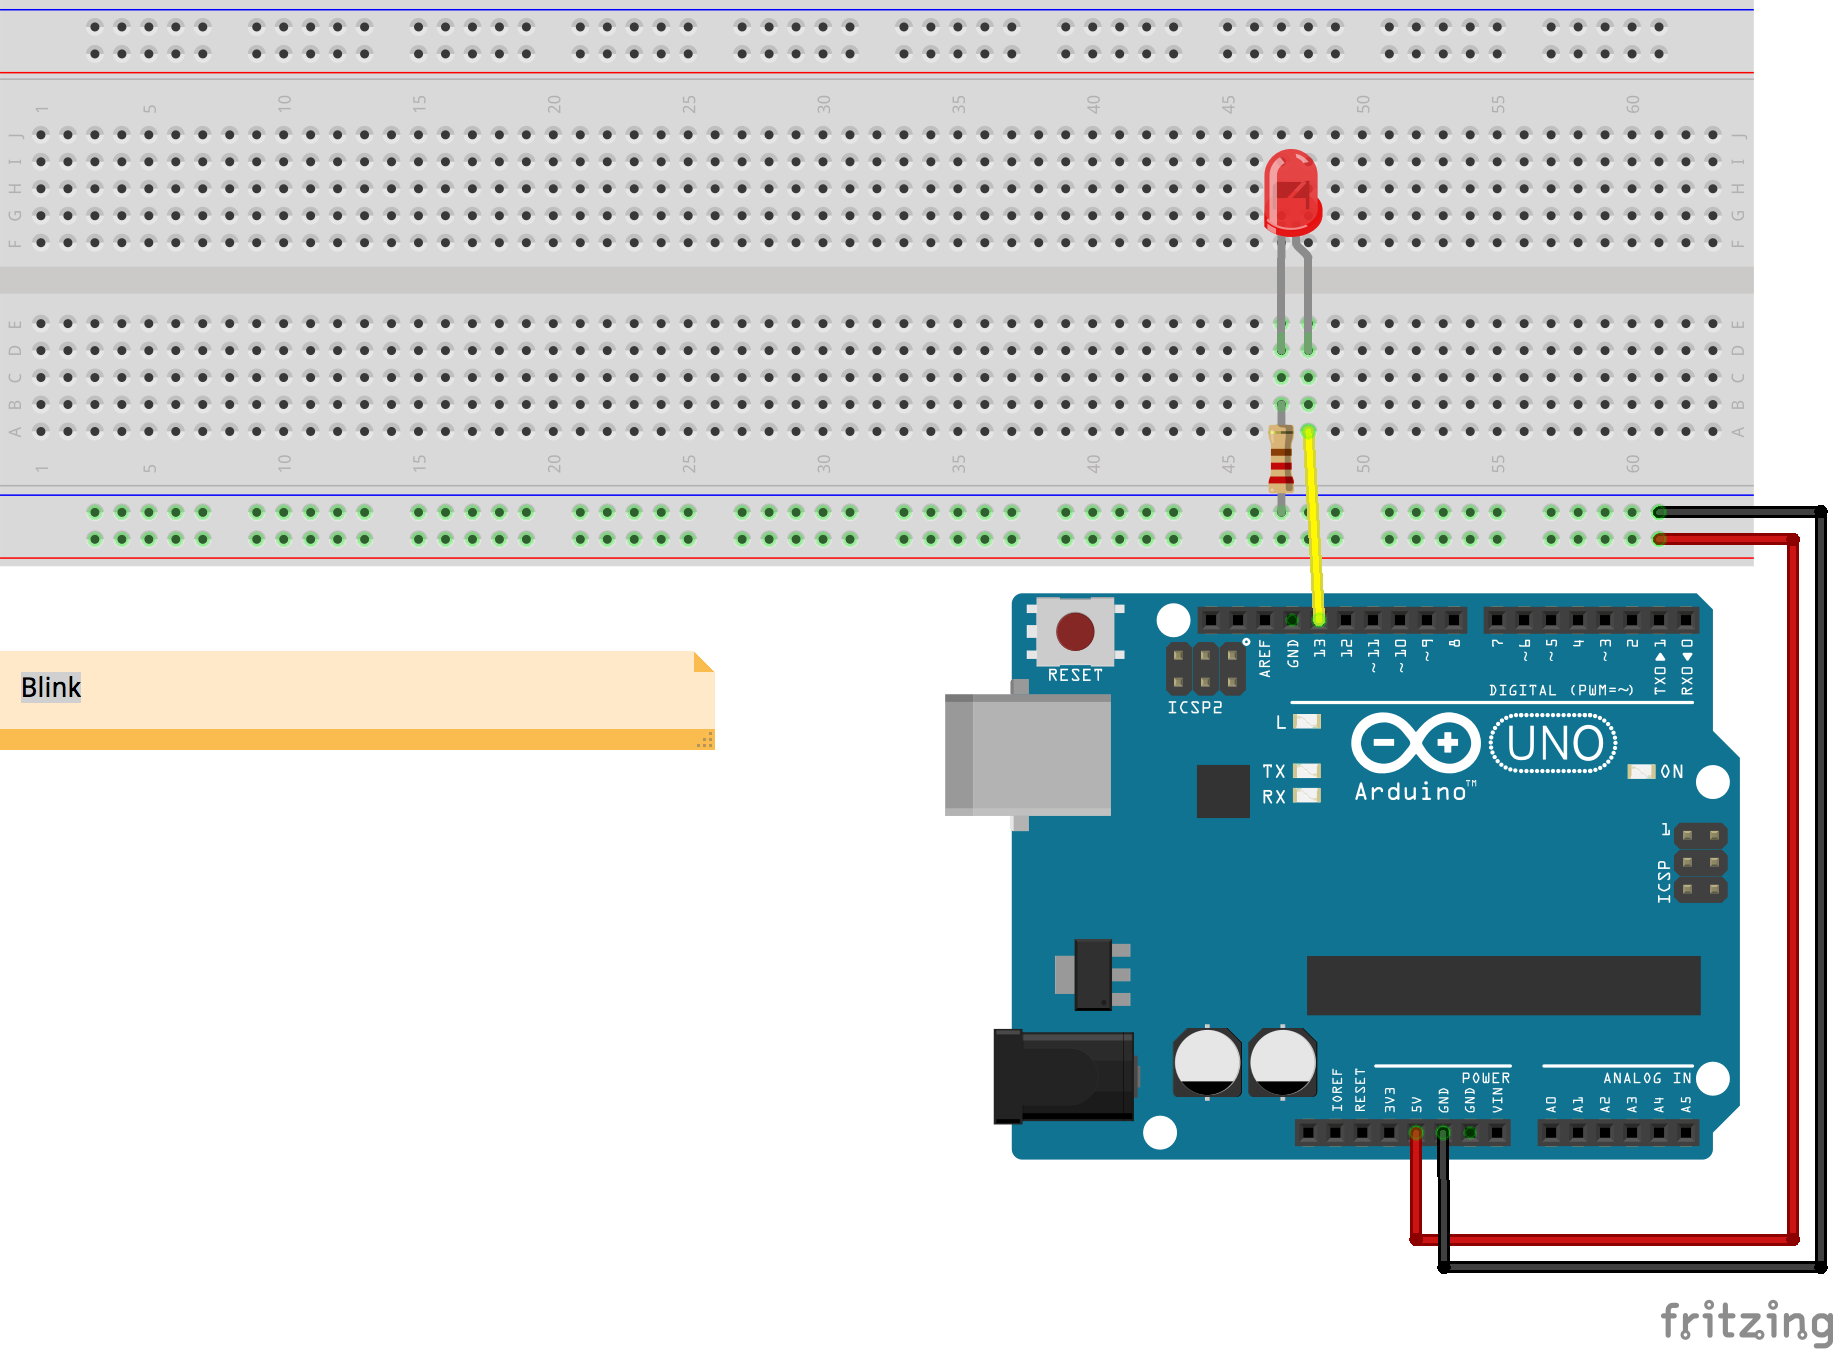 1 5 10 15 20 25 30 35 40 45 50 55 60
J J
I I
H H
G G
F F
E E
D D
C C
B B
A A
1 5 10 15 20 25 30 35 40 45 50 55 60
Blink
RESET
ICSP2
AREF
GND
13
12
~11
~10
~9
8
7
~6
~5
4
~3
2
TX0▶1
RX0◀0
DIGITAL (PWM=~)
L
TX
RX
UNO
Arduino™
ON
1
ICSP
POWER
ANALOG IN
IOREF
RESET
3V3
5V
GND
GND
VIN
A0
A1
A2
A3
A4
A5
fritzing